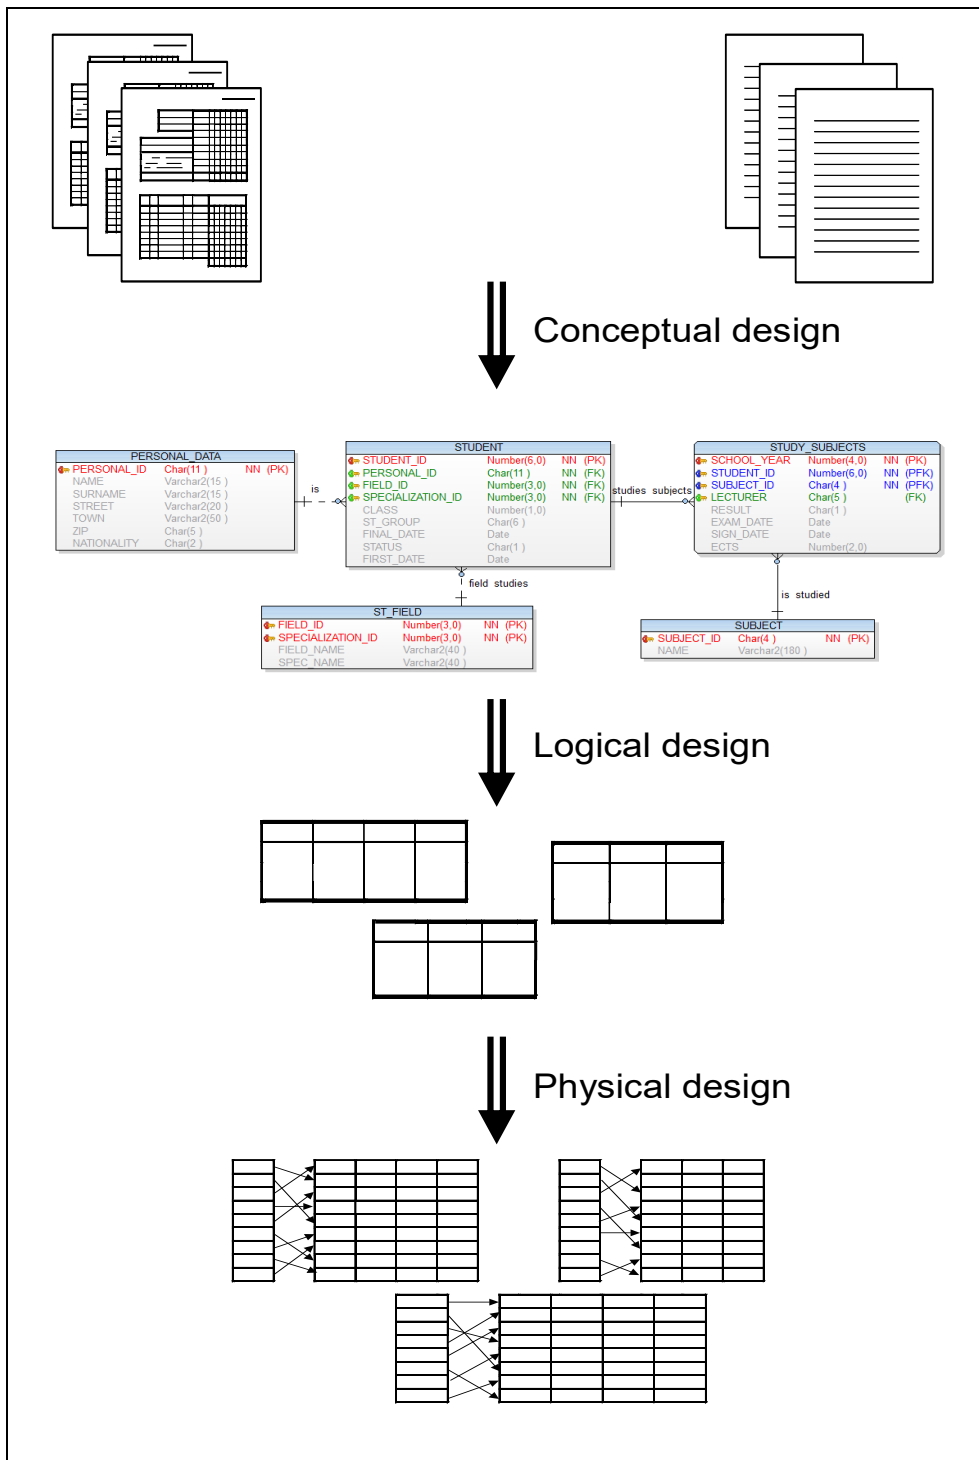 Conceptual design
PERSONAL_DATA
PERSONAL_ID Char(11 ) NN (PK)
NAME Varchar2(15 )
SURNAME Varchar2(15 )
STREET Varchar2(20 )
TOWN Varchar2(50 )
ZIP Char(5 )
NATIONALITY Char(2 )
is
STUDENT
STUDENT_ID Number(6,0) NN (PK)
PERSONAL_ID Char(11 ) NN (FK)
FIELD_ID Number(3,0) NN (FK)
SPECIALIZATION_ID Number(3,0) NN (FK)
CLASS Number(1,0)
ST_GROUP Char(6 )
FINAL_DATE Date
STATUS Char(1 )
FIRST_DATE Date
studies subjects
STUDY_SUBJECTS
SCHOOL_YEAR Number(4,0) NN (PK)
STUDENT_ID Number(6,0) NN (PFK)
SUBJECT_ID Char(4 ) NN (PFK)
LECTURER Char(5 ) (FK)
RESULT Char(1 )
EXAM_DATE Date
SIGN_DATE Date
ECTS Number(2,0)
field studies
is studied
ST_FIELD
FIELD_ID Number(3,0) NN (PK)
SPECIALIZATION_ID Number(3,0) NN (PK)
FIELD_NAME Varchar2(40 )
SPEC_NAME Varchar2(40 )
SUBJECT
SUBJECT_ID Char(4 ) NN (PK)
NAME Varchar2(180 )
Logical design
Physical design